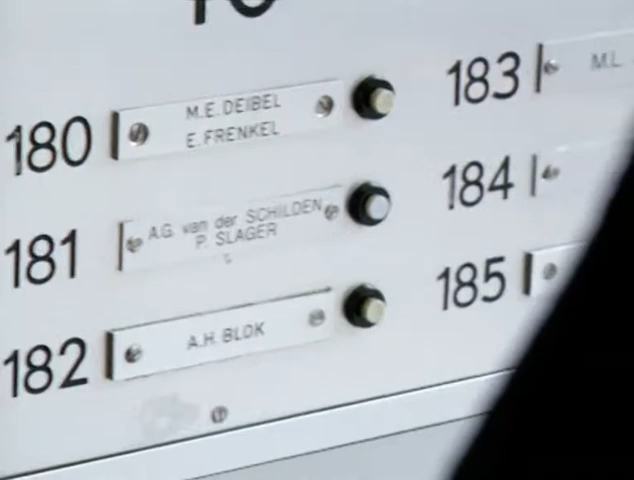 180
M.E. DEIBEL
E. FRENKEL
181
A.G. van der SCHILDEN
P. SLAGER
182
A.H. BLOK
183
M.L.
184
185